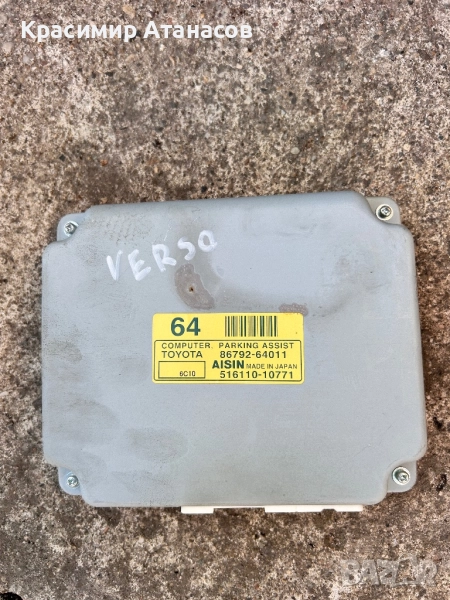 Красимир Атанасов
VERSO
64
COMPUTER, PARKING ASSIST
TOYOTA 86792-64011
6C10 AISIN MADE IN JAPAN
516110-10771